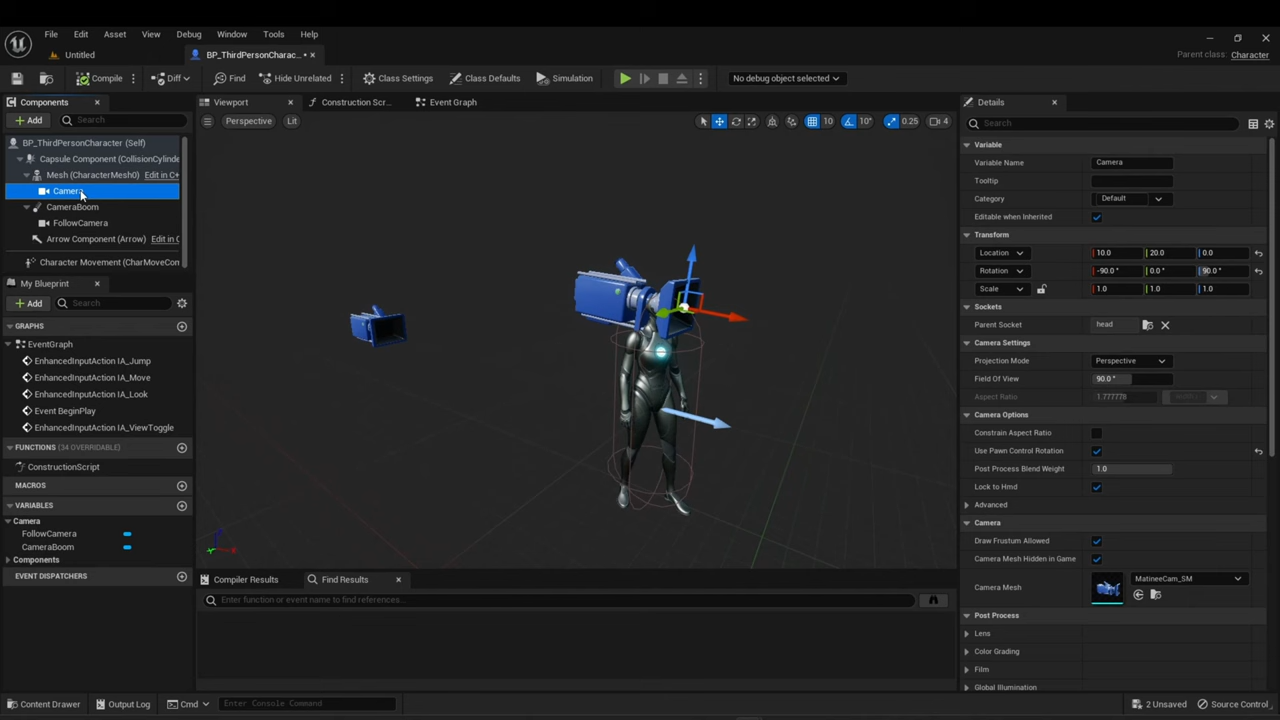 File Edit Asset View Debug Window Tools Help
Untitled
BP_ThirdPersonCharac... •
Parent class: Character
Compile
Diff
Find
Hide Unrelated
Class Settings
Class Defaults
Simulation
No debug object selected
Components
Viewport
Construction Scr...
Event Graph
Details
+ Add
Search
Perspective
Lit
10
10°
0.25
4
Search
BP_ThirdPersonCharacter (Self)
Capsule Component (CollisionCylinde
Mesh (CharacterMesh0) Edit in C+
Camera
CameraBoom
FollowCamera
Arrow Component (Arrow) Edit in C
Character Movement (CharMoveCom
My Blueprint
+ Add
Search
GRAPHS
EventGraph
EnhancedInputAction IA_Jump
EnhancedInputAction IA_Move
EnhancedInputAction IA_Look
Event BeginPlay
EnhancedInputAction IA_ViewToggle
FUNCTIONS (34 OVERRIDABLE)
ConstructionScript
MACROS
VARIABLES
Camera
FollowCamera
CameraBoom
Components
EVENT DISPATCHERS
Compiler Results
Find Results
Enter function or event name to find references...
Variable
Variable Name Camera
Tooltip
Category Default
Editable when Inherited
Transform
Location 10.0 20.0 0.0
Rotation -90.0 ° 0.0 ° 90.0 °
Scale 1.0 1.0 1.0
Sockets
Parent Socket head
Camera Settings
Projection Mode Perspective
Field Of View 90.0 °
Aspect Ratio 1.777778
Camera Options
Constrain Aspect Ratio
Use Pawn Control Rotation
Post Process Blend Weight 1.0
Lock to Hmd
Advanced
Camera
Draw Frustum Allowed
Camera Mesh Hidden in Game
Camera Mesh MatineeCam_SM
Post Process
Lens
Color Grading
Film
Global Illumination
Content Drawer
Output Log
Cmd
Enter Console Command
2 Unsaved
Source Control